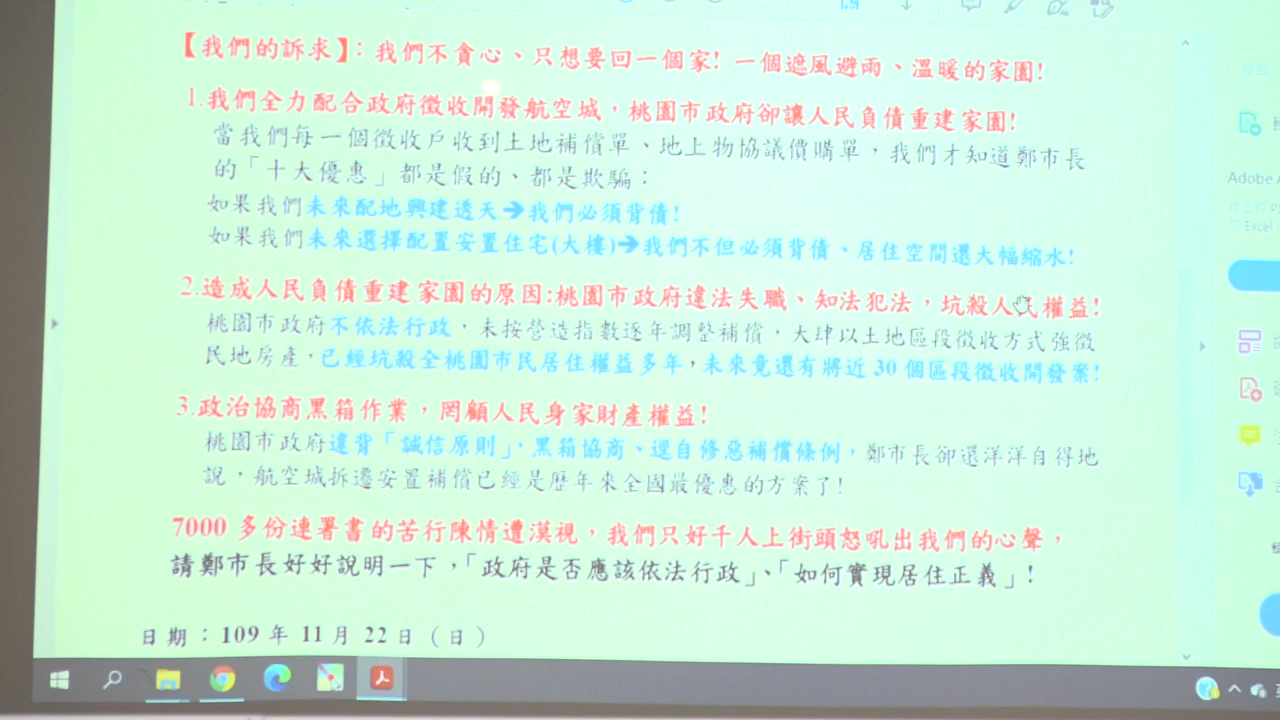 【我們的訴求】：我們不貪心、只想要回一個家! 一個遮風避雨、溫暖的家園!
1.我們全力配合政府徵收開發航空城，桃園市政府卻讓人民負債重建家園!
當我們每一個徵收戶收到土地補償單、地上物協議價購單，我們才知道鄭市長
的「十大優惠」都是假的、都是欺騙：
如果我們未來配地興建透天➔我們必須背債!
如果我們未來選擇配置安置住宅(大樓)➔我們不但必須背債、居住空間還大幅縮水!
2.造成人民負債重建家園的原因:桃園市政府違法失職、知法犯法，坑殺人民權益!
桃園市政府不依法行政，未按營造指數逐年調整補償，大肆以土地區段徵收方式強徵
民地房產，已經坑殺全桃園市民居住權益多年，未來竟還有將近 30 個區段徵收開發案!
3.政治協商黑箱作業，罔顧人民身家財產權益!
桃園市政府違背「誠信原則」，黑箱協商、逕自修惡補償條例，鄭市長卻還洋洋自得地
說，航空城拆遷安置補償已經是歷年來全國最優惠的方案了!
7000 多份連署書的苦行陳情遭漠視，我們只好千人上街頭怒吼出我們的心聲，
請鄭市長好好說明一下，「政府是否應該依法行政」、「如何實現居住正義」!
日期：109 年 11 月 22 日（日）
Adobe
Excel